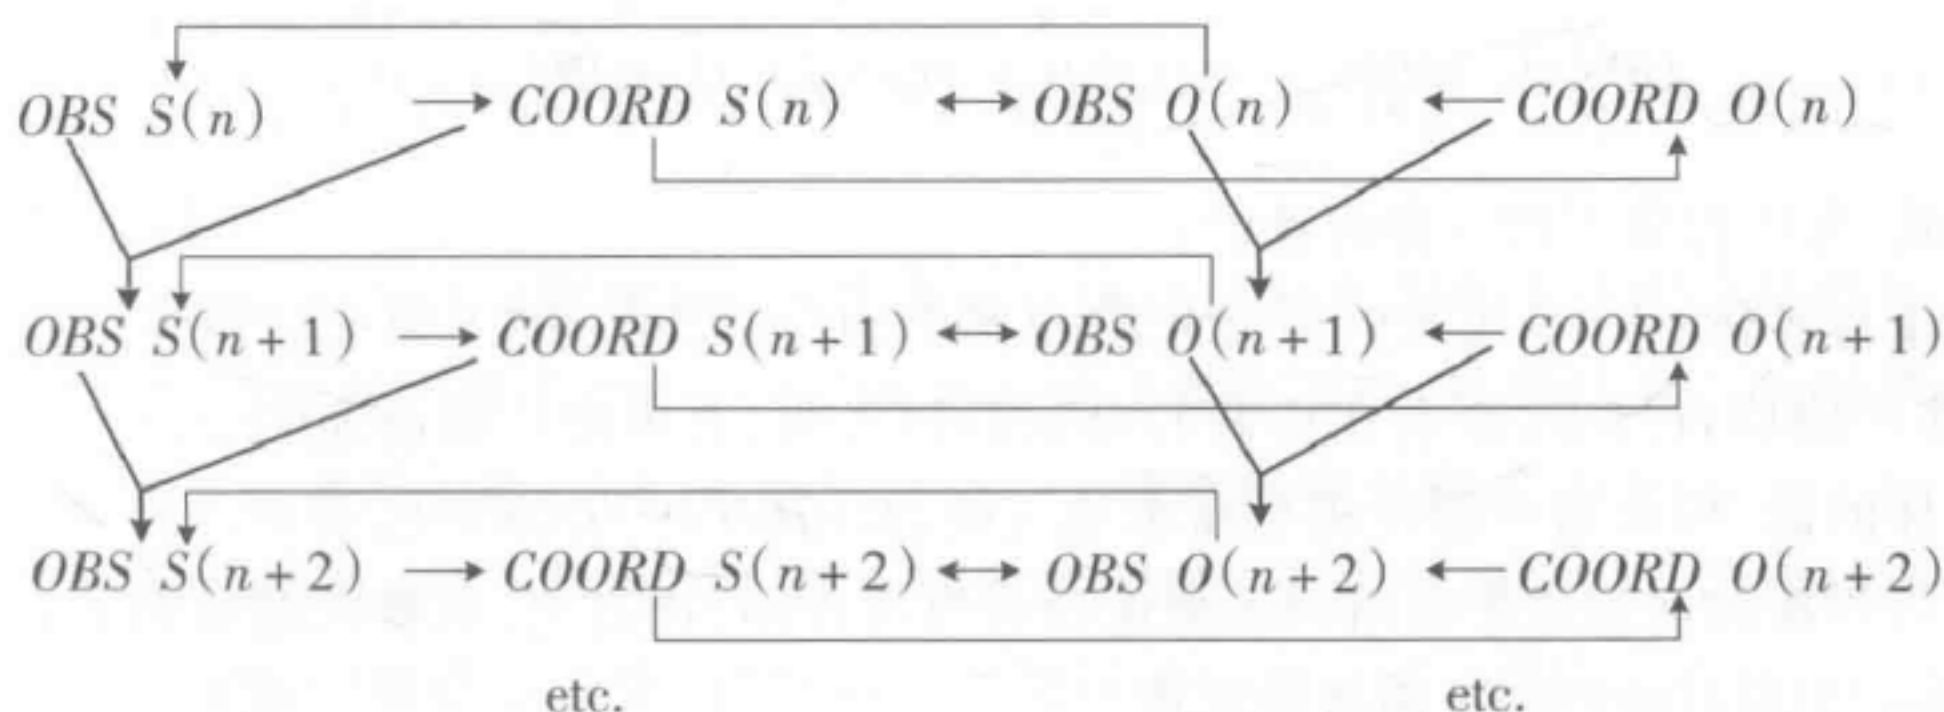 OBS S(n) → COORD S(n) ↔ OBS O(n) ← COORD O(n)
OBS S(n+1) → COORD S(n+1) ↔ OBS O(n+1) ← COORD O(n+1)
OBS S(n+2) → COORD S(n+2) ↔ OBS O(n+2) ← COORD O(n+2)
etc. etc.